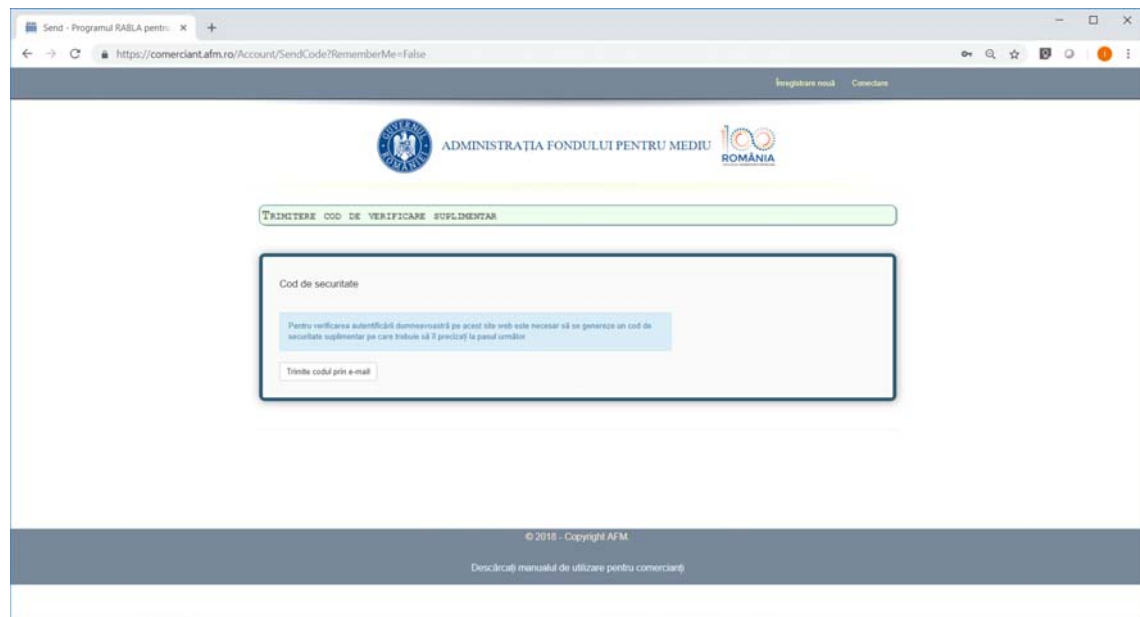 Send - Programul RABLA pentru
https://comerciant.afm.ro/Account/SendCode?RememberMe=False
Înregistrare nouă Conectare
GUVERNUL ROMÂNIEI
ADMINISTRAȚIA FONDULUI PENTRU MEDIU
100
ROMÂNIA
Trimitere cod de verificare suplimentar
Cod de securitate
Pentru verificarea autentificării dumneavoastră pe acest site web este necesar să se genereze un cod de
securitate suplimentar pe care trebuie să îl precizați la pasul următor
Trimite codul prin e-mail
© 2018 - Copyright AFM.
Descărcați manualul de utilizare pentru comercianți